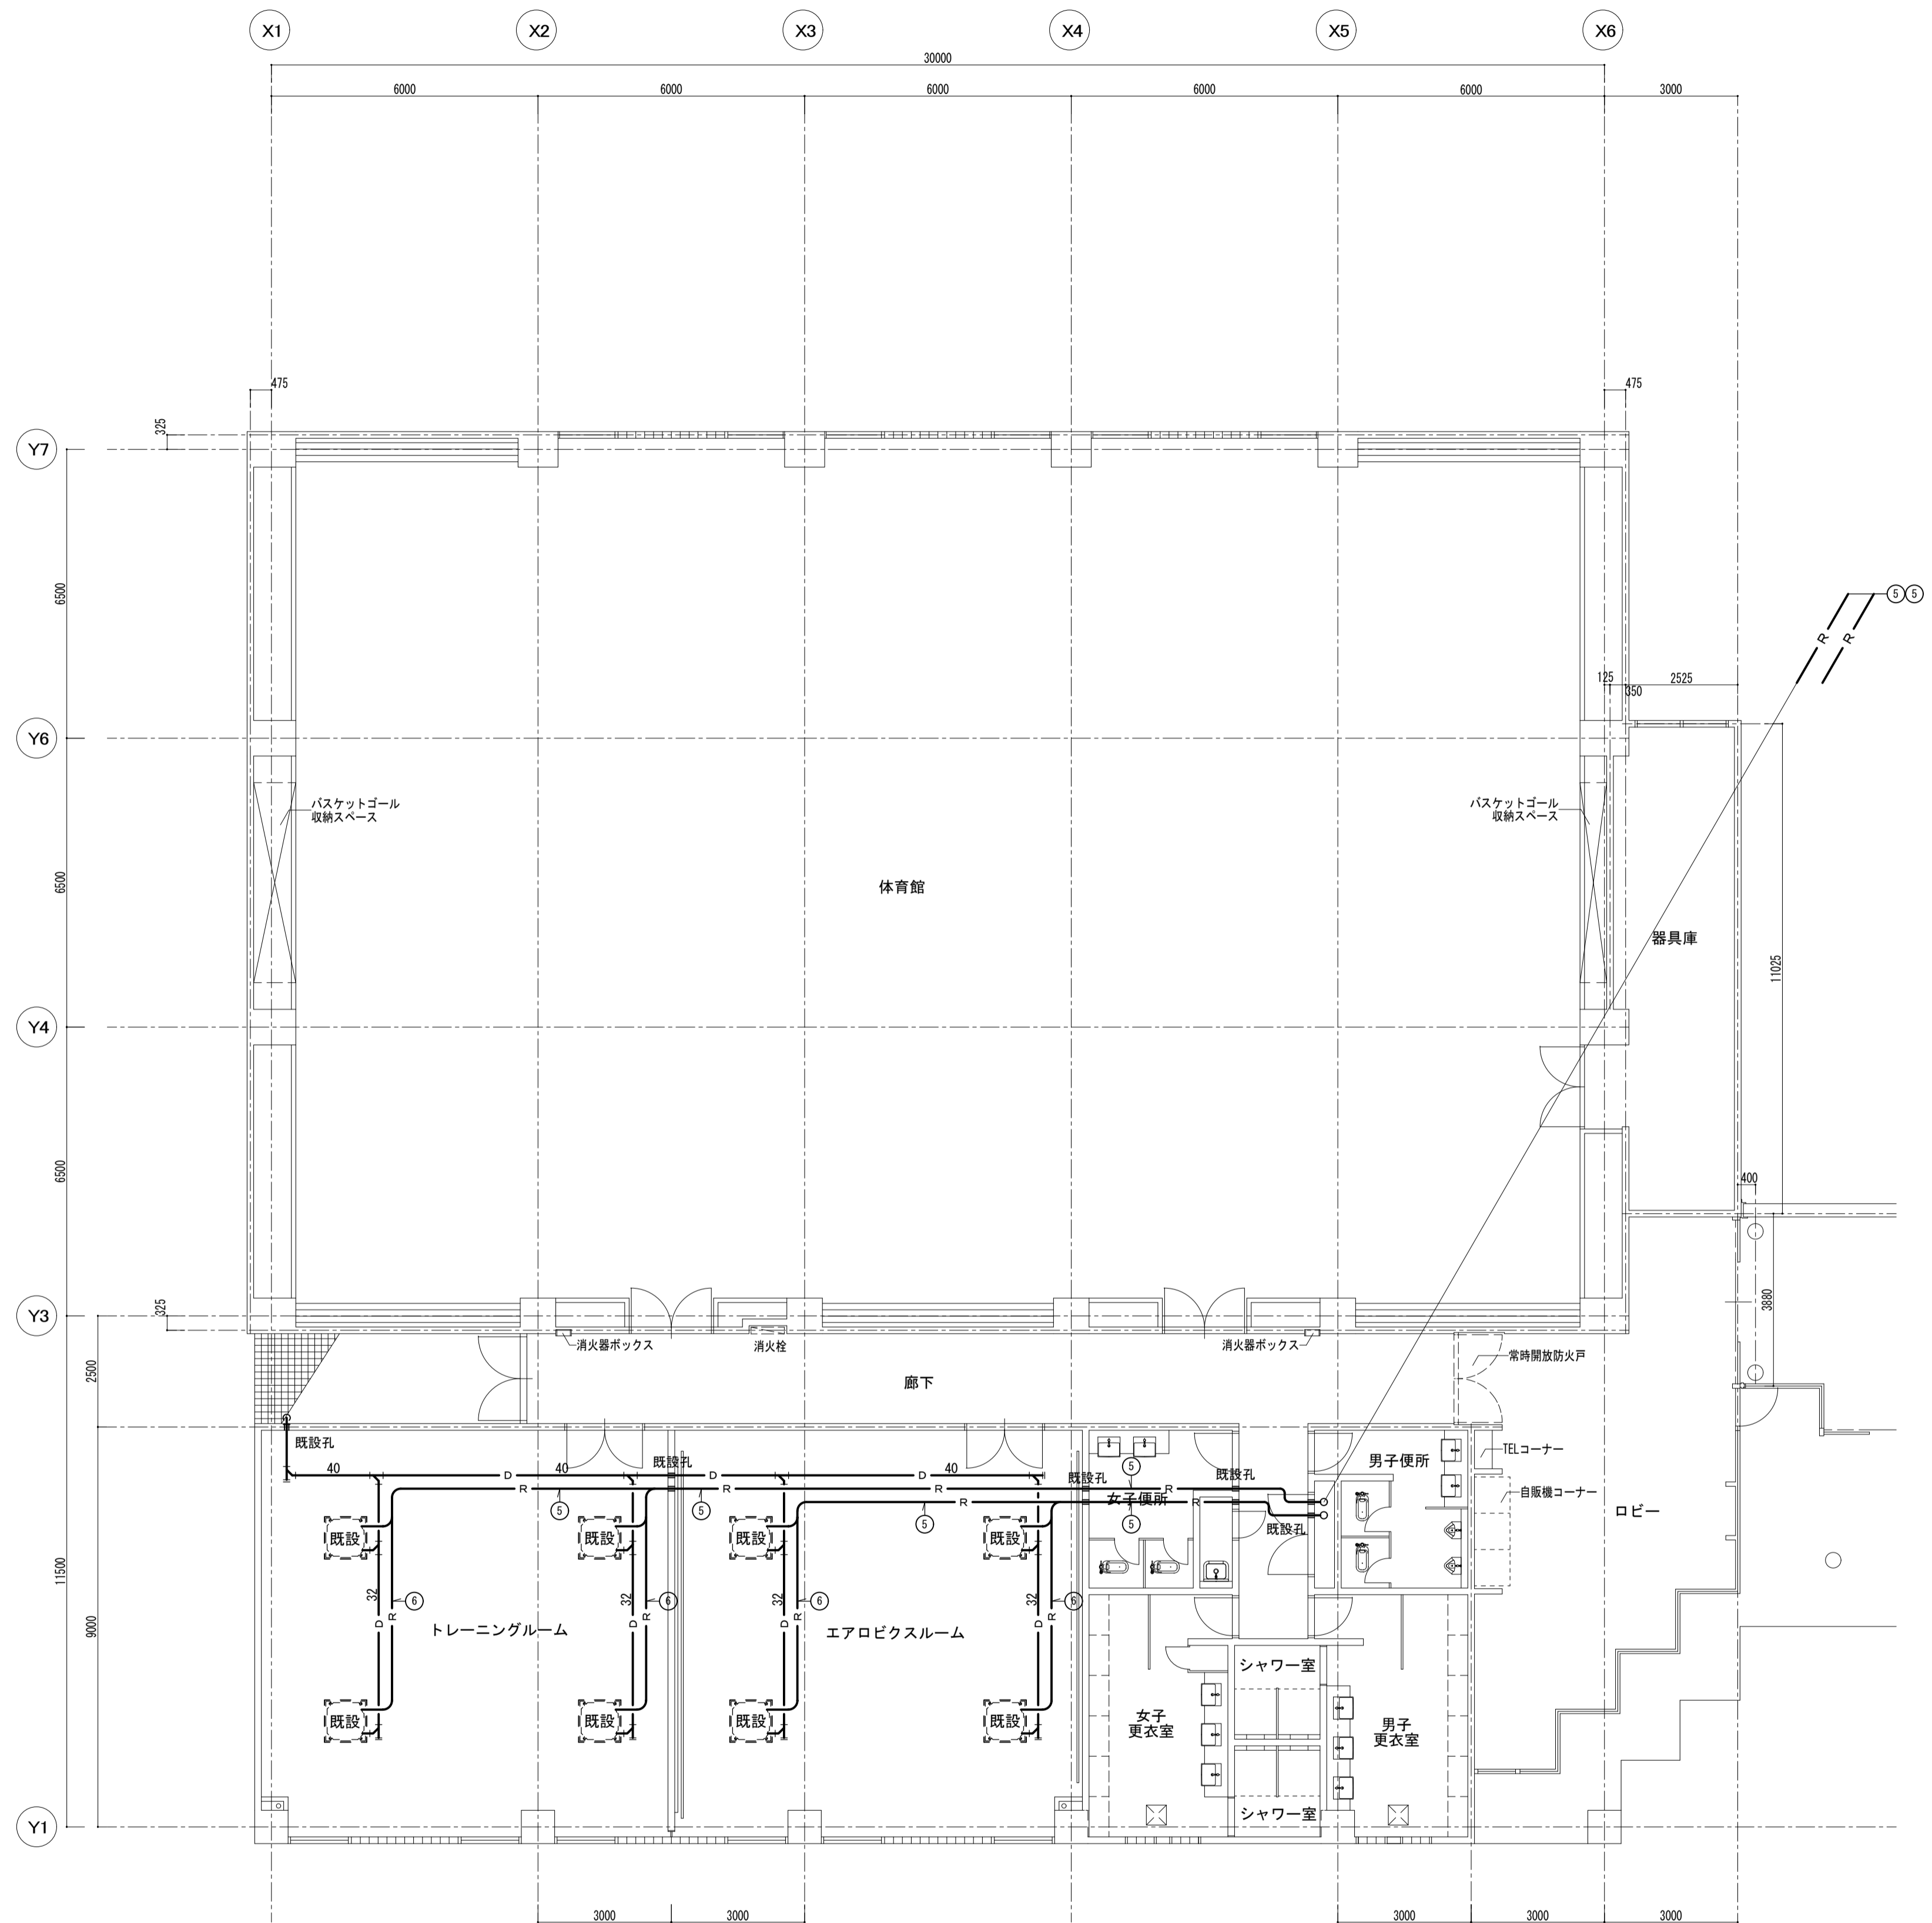 X1 X2 X3 X4 X5 X6
30000
6000 6000 6000 6000 6000 3000
475 475
325
Y7
6500
5 5
R R
125 350 2525
Y6
バスケットゴール
収納スペース
バスケットゴール
収納スペース
6500
体育館
器具庫
11025
Y4
6500
400
3880
Y3
325
消火器ボックス
消火栓
消火器ボックス
常時開放防火戸
2500
廊下
既設孔
既設孔
既設孔
既設孔
既設孔
男子便所
TELコーナー
自販機コーナー
ロビー
40 D 40 D D 40
R R R R
5 5 5
R R
5 5
女子便所
既設 既設 既設 既設
11500
9000
32 32 32 32
6 6 6 6
D R D R D R D R
トレーニングルーム
エアロビクスルーム
既設 既設 既設 既設
シャワー室
女子
更衣室
男子
更衣室
シャワー室
Y1
3000 3000 3000 3000 3000